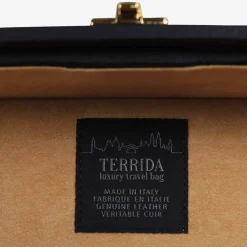 TERRIDA
luxury travel bag
MADE IN ITALY
FABRIQUE EN ITALIE
GENUINE LEATHER
VERITABLE CUIR